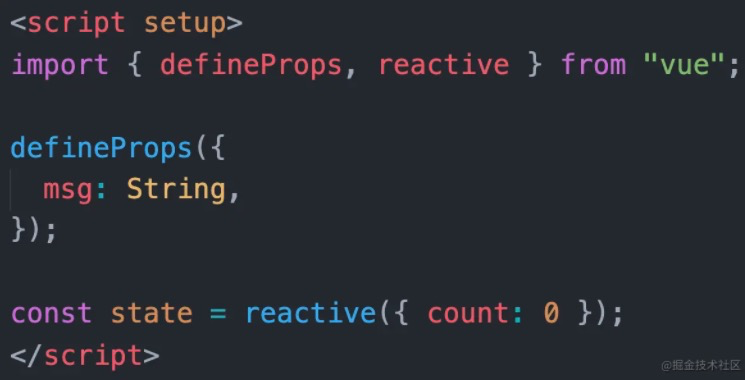 <script setup>
import { defineProps, reactive } from "vue";
defineProps({
  msg: String,
});
const state = reactive({ count: 0 });
</script>
@掘金技术社区